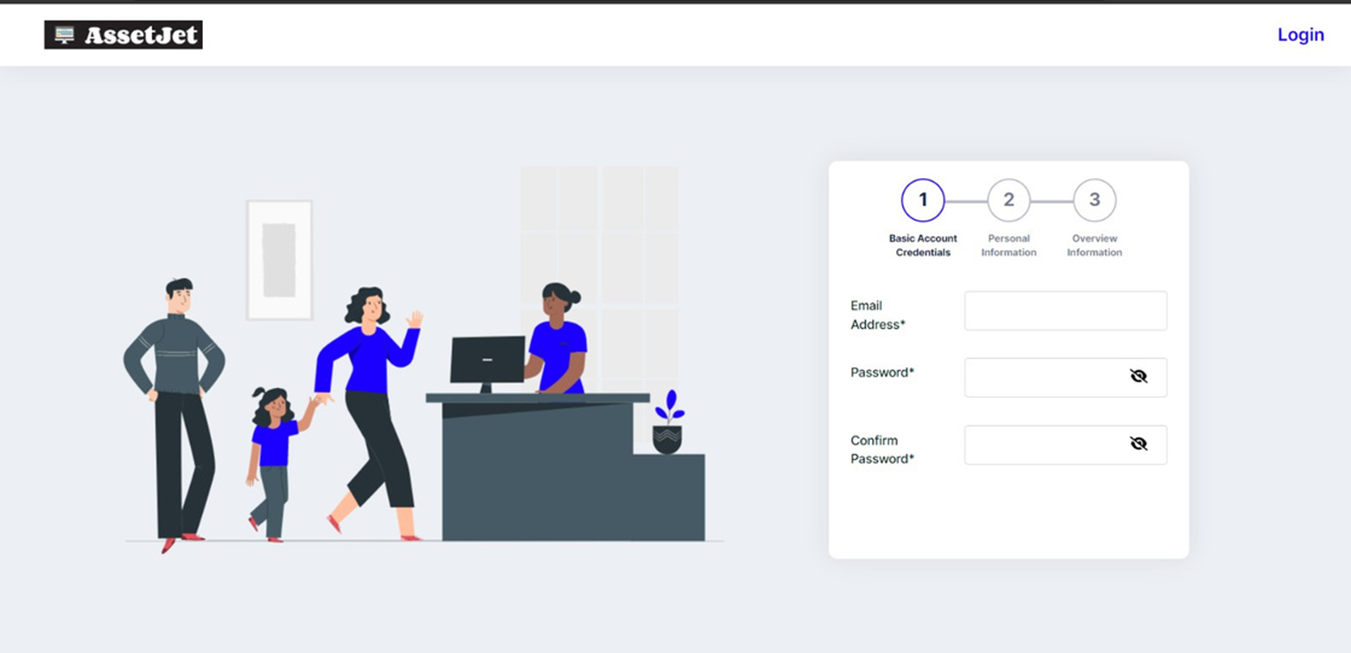 AssetJet
Login
1
2
3
Basic Account
Credentials
Personal
Information
Overview
Information
Email
Address*
Password*
Confirm
Password*